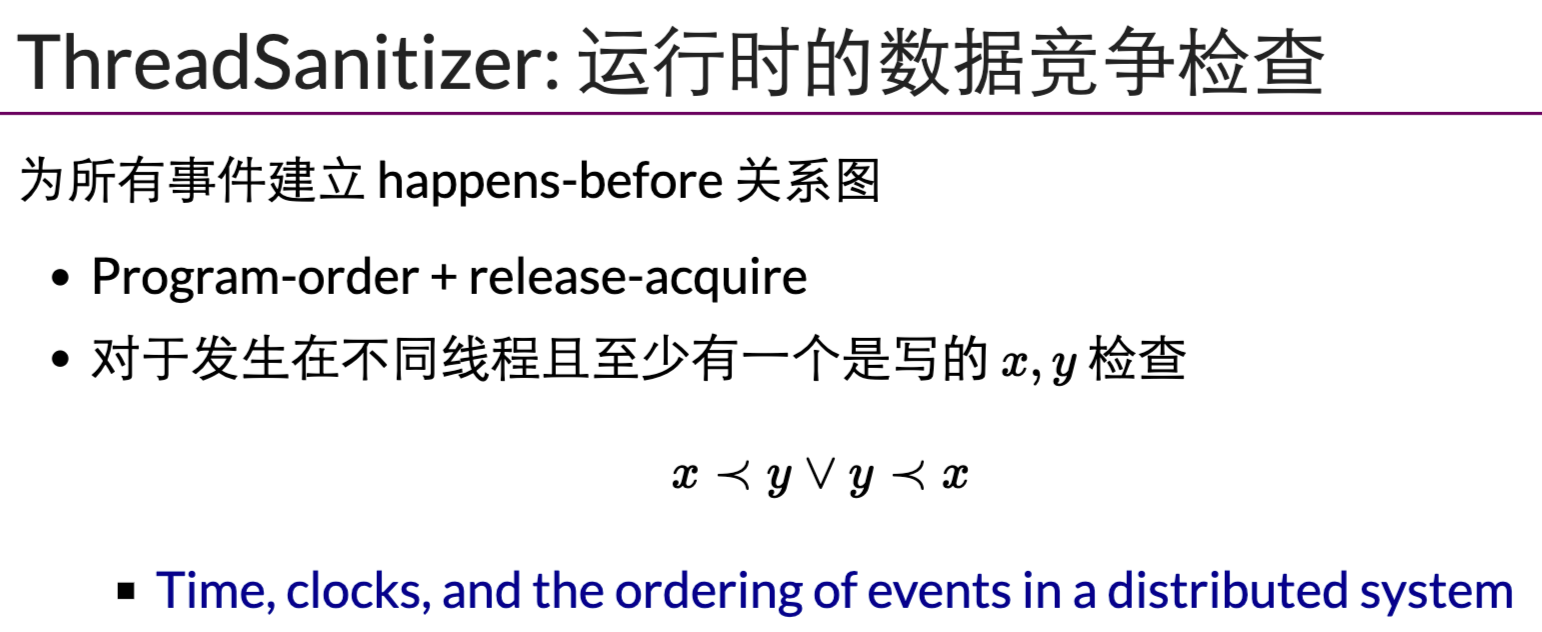 ThreadSanitizer: 运行时的数据竞争检查
为所有事件建立 happens-before 关系图
• Program-order + release-acquire
• 对于发生在不同线程且至少有一个是写的 x, y 检查
x ≺ y ∨ y ≺ x
▪ Time, clocks, and the ordering of events in a distributed system